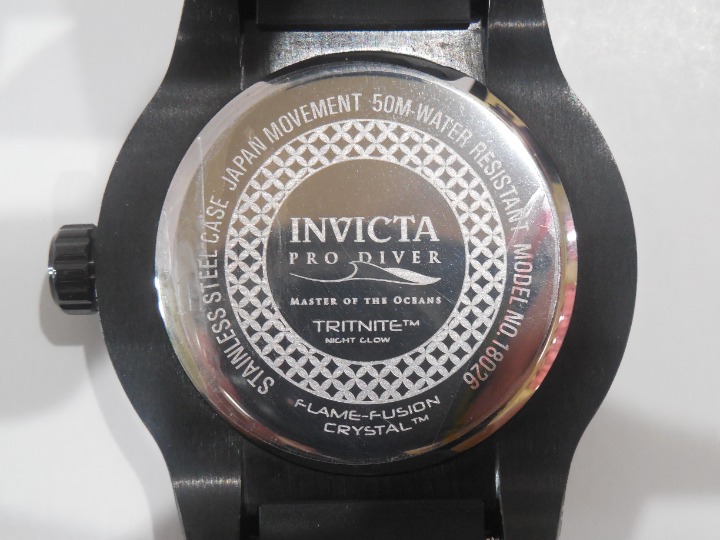 STAINLESS STEEL CASE JAPAN MOVEMENT 50M-WATER RESISTANT MODEL NO.18026
INVICTA
PRO DIVER
MASTER OF THE OCEANS
TRITNITE™
NIGHT GLOW
FLAME-FUSION
CRYSTAL™